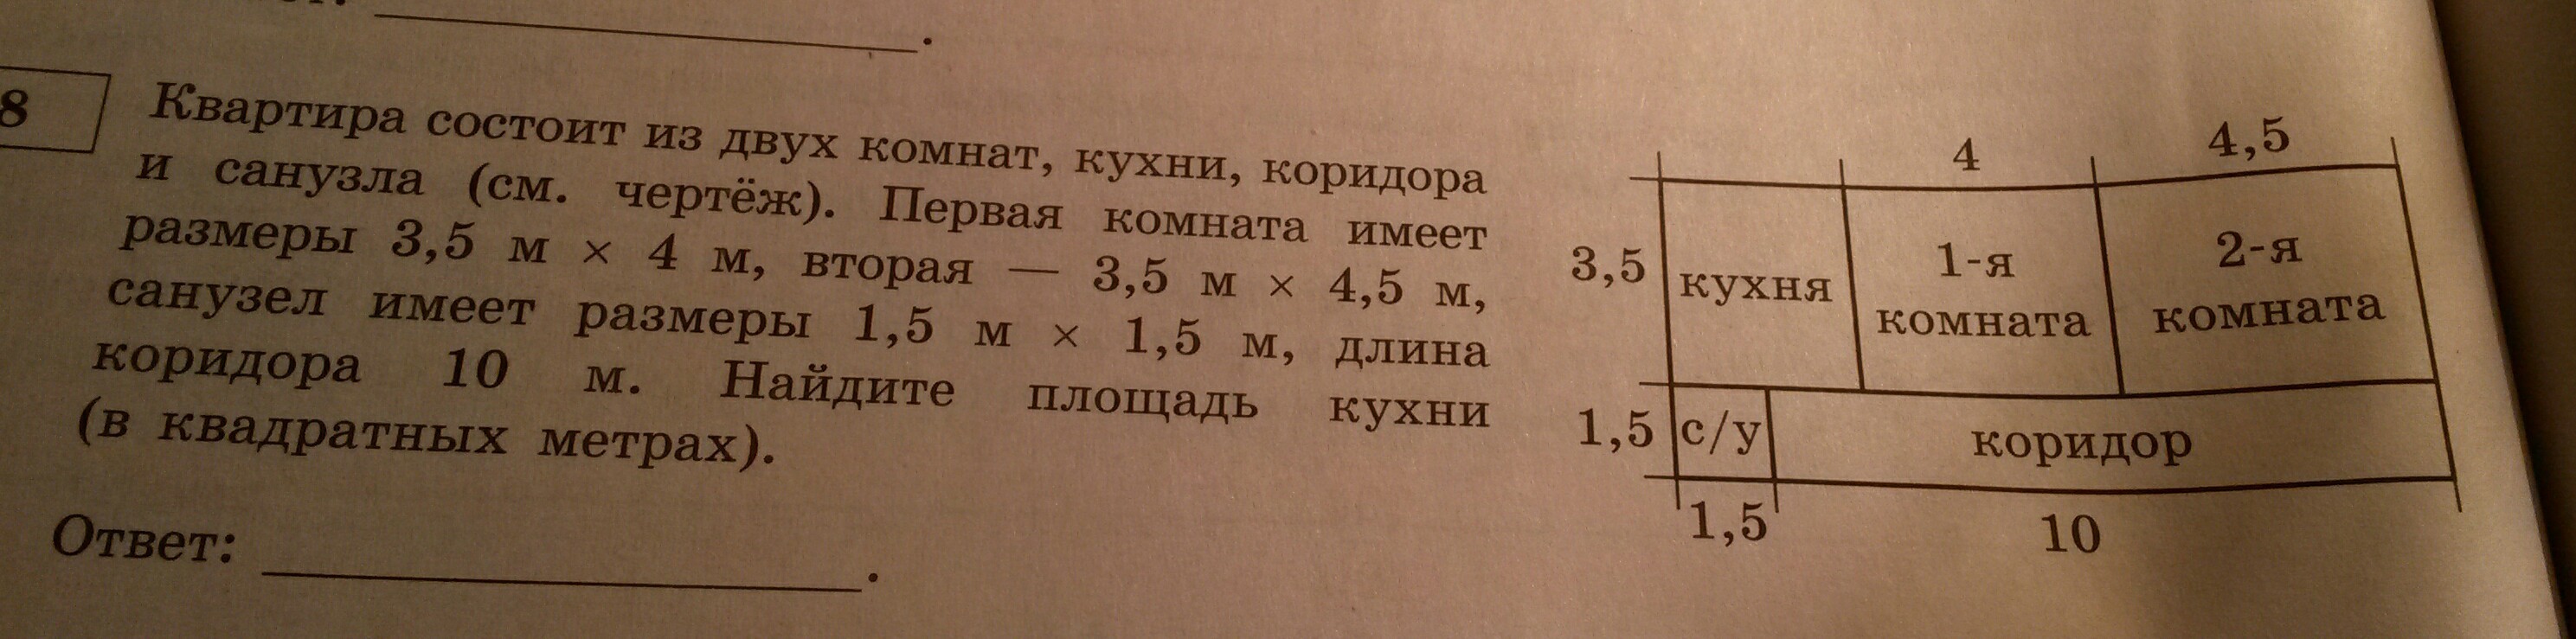 8
Квартира состоит из двух комнат, кухни, коридора
и санузла (см. чертёж). Первая комната имеет
размеры 3,5 м × 4 м, вторая — 3,5 м × 4,5 м,
санузел имеет размеры 1,5 м × 1,5 м, длина
коридора 10 м. Найдите площадь кухни
(в квадратных метрах).
Ответ: .
4
4,5
3,5
кухня
1-я
комната
2-я
комната
1,5
с/у
коридор
1,5
10